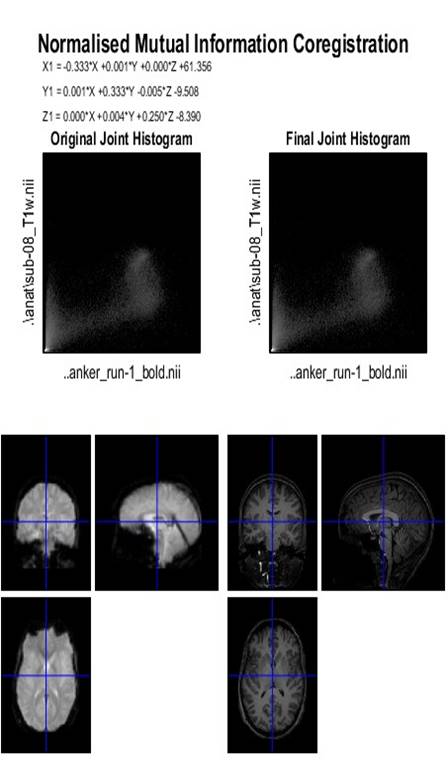 Normalised Mutual Information Coregistration
X1 = -0.333*X +0.001*Y +0.000*Z +61.356
Y1 = 0.001*X +0.333*Y -0.005*Z -9.508
Z1 = 0.000*X +0.004*Y +0.250*Z -8.390
Original Joint Histogram
Final Joint Histogram
.\anat\sub-08_T1w.nii
.\anat\sub-08_T1w.nii
..anker_run-1_bold.nii
..anker_run-1_bold.nii